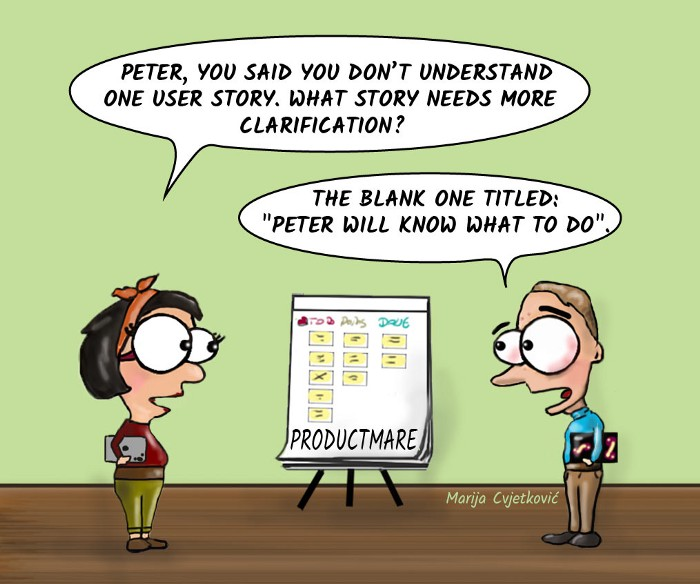 PETER, YOU SAID YOU DON'T UNDERSTAND
ONE USER STORY. WHAT STORY NEEDS MORE
CLARIFICATION?
THE BLANK ONE TITLED:
"PETER WILL KNOW WHAT TO DO".
PRODUCTMARE
Marija Cvjetković